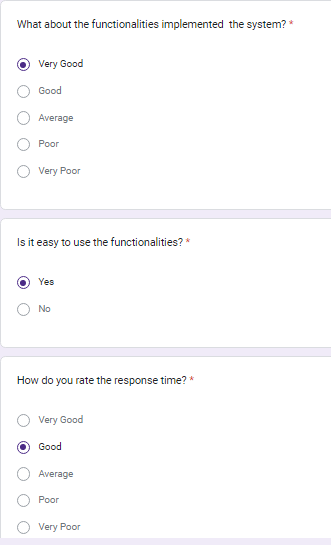 What about the functionalities implemented the system? *
Very Good
Good
Average
Poor
Very Poor
Is it easy to use the functionalities? *
Yes
No
How do you rate the response time? *
Very Good
Good
Average
Poor
Very Poor